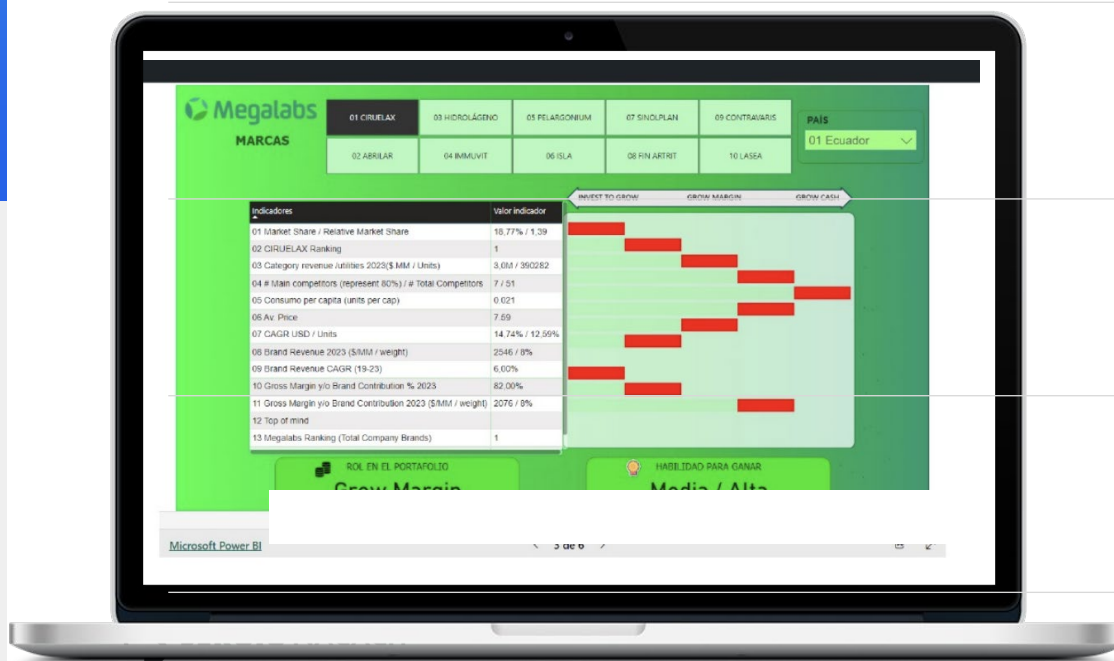 Megalabs
MARCAS
01 CIRUELAX
03 HIDROLÁGENO
05 PELARGONIUM
07 SINOLPLAN
09 CONTRAVARIS
02 ABRILAR
04 IMMUVIT
06 ISLA
08 FIN ARTRIT
10 LASEA
PAÍS
01 Ecuador
INVEST TO GROW GROW MARGIN GROW CASH
Indicadores Valor indicador
01 Market Share / Relative Market Share 18,77% / 1,39
02 CIRUELAX Ranking 1
03 Category revenue /utilities 2023($ MM / Units) 3,0M / 390282
04 # Main competitors (represent 80%) / # Total Competitors 7 / 51
05 Consumo per capita (units per cap) 0.021
06 Av. Price 7.59
07 CAGR USD / Units 14,74% / 12,59%
08 Brand Revenue 2023 ($/MM / weight) 2546 / 8%
09 Brand Revenue CAGR (19-23) 6,00%
10 Gross Margin y/o Brand Contribution % 2023 82,00%
11 Gross Margin y/o Brand Contribution 2023 ($/MM / weight) 2076 / 8%
12 Top of mind
13 Megalabs Ranking (Total Company Brands) 1
ROL EN EL PORTAFOLIO
Grow Margin
HABILIDAD PARA GANAR
Media / Alta
Microsoft Power BI
3 de 6